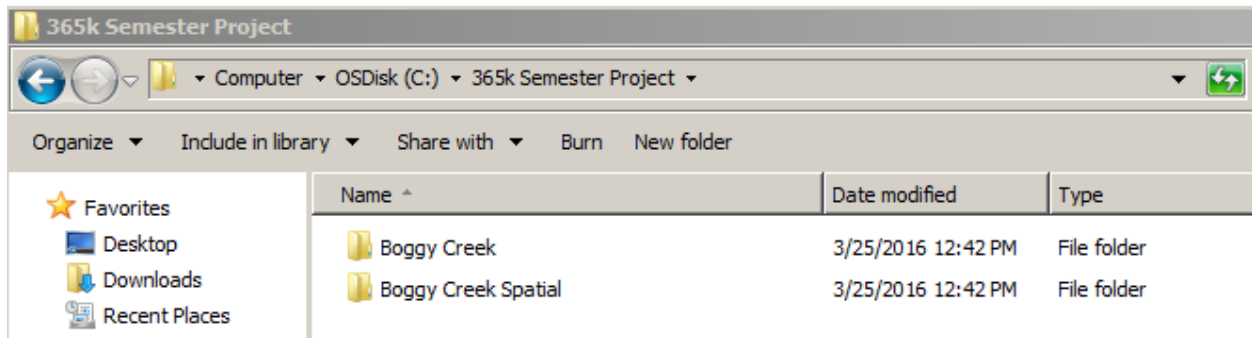 365k Semester Project
Computer OSDisk (C:) 365k Semester Project
Organize Include in library Share with Burn New folder
Favorites
Desktop
Downloads
Recent Places
Name Date modified Type
Boggy Creek 3/25/2016 12:42 PM File folder
Boggy Creek Spatial 3/25/2016 12:42 PM File folder